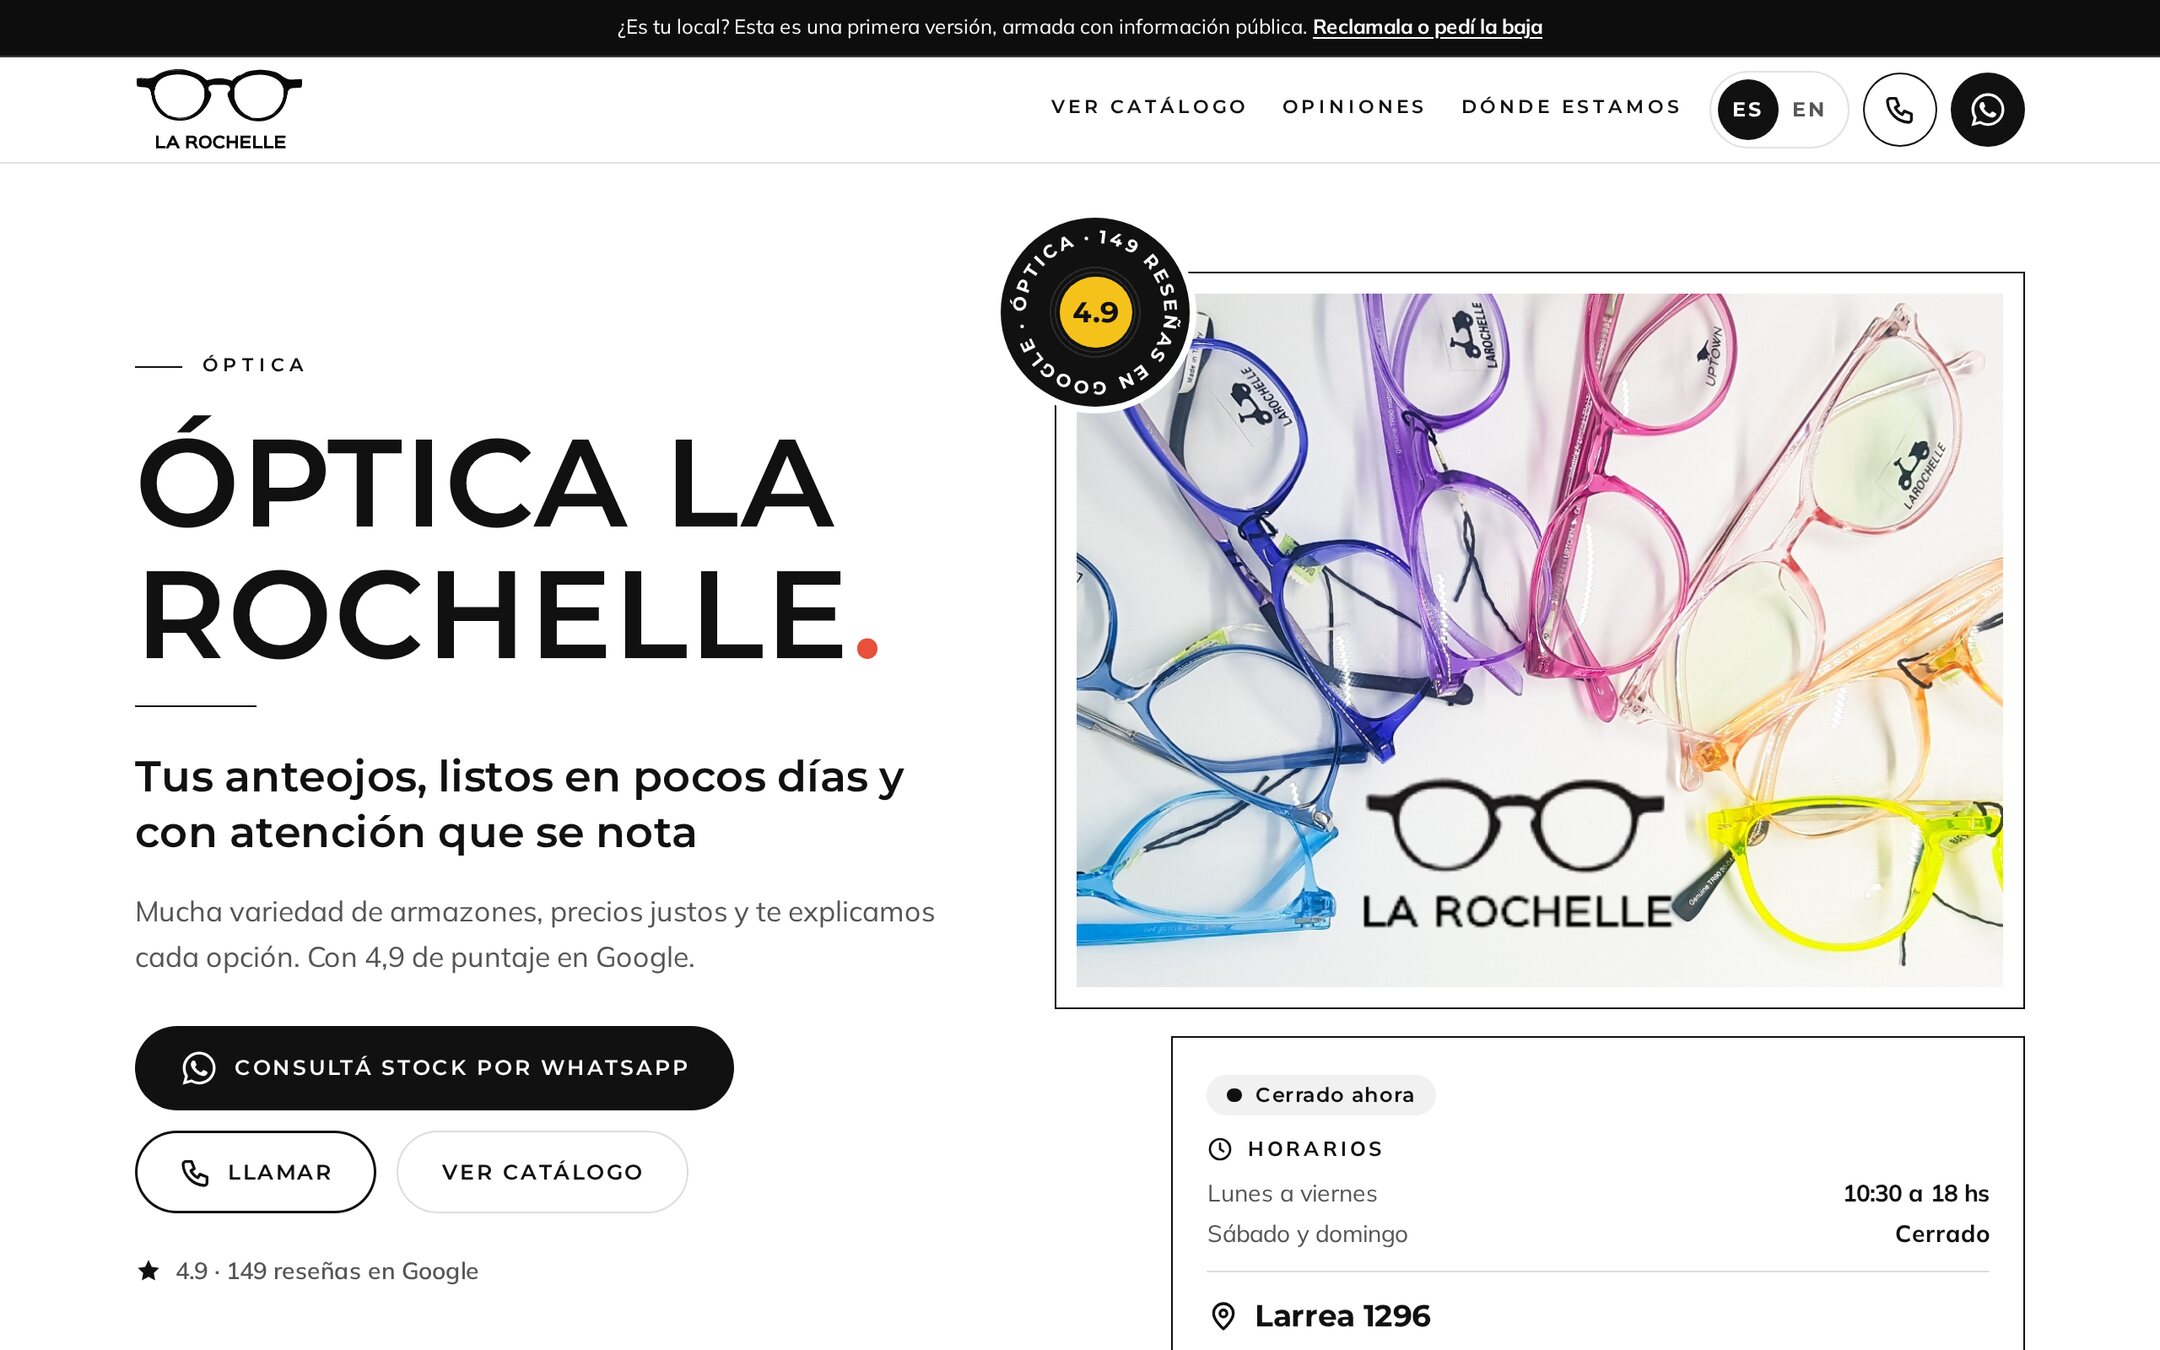 ¿Es tu local? Esta es una primera versión, armada con información pública. Reclamala o pedí la baja
LA ROCHELLE
VER CATÁLOGO
OPINIONES
DÓNDE ESTAMOS
ES
EN
ÓPTICA · 149 RESEÑAS EN GOOGLE ·
4.9
ÓPTICA
ÓPTICA LA
ROCHELLE.
Tus anteojos, listos en pocos días y
con atención que se nota
Mucha variedad de armazones, precios justos y te explicamos
cada opción. Con 4,9 de puntaje en Google.
CONSULTÁ STOCK POR WHATSAPP
LLAMAR
VER CATÁLOGO
4.9 · 149 reseñas en Google
LAROCHELLE
LAROCHELLE
UPTOWN
LAROCHELLE
LA ROCHELLE
Cerrado ahora
HORARIOS
Lunes a viernes
10:30 a 18 hs
Sábado y domingo
Cerrado
Larrea 1296